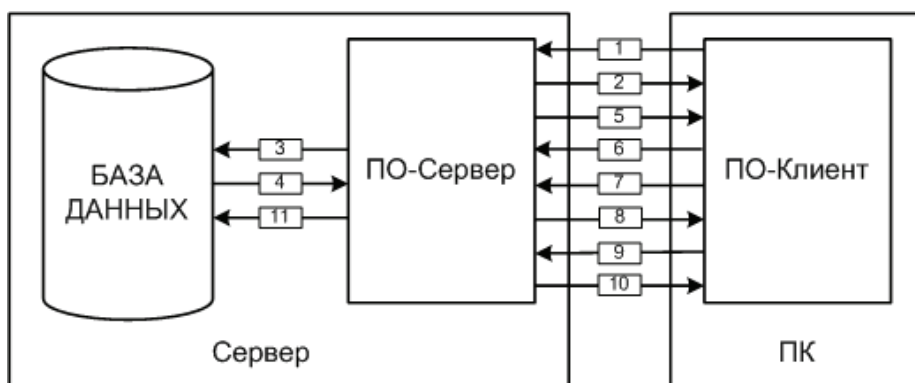 1
2
5
3
6
БАЗА
ДАННЫХ
4
ПО-Сервер
7
ПО-Клиент
11
8
9
10
Сервер
ПК